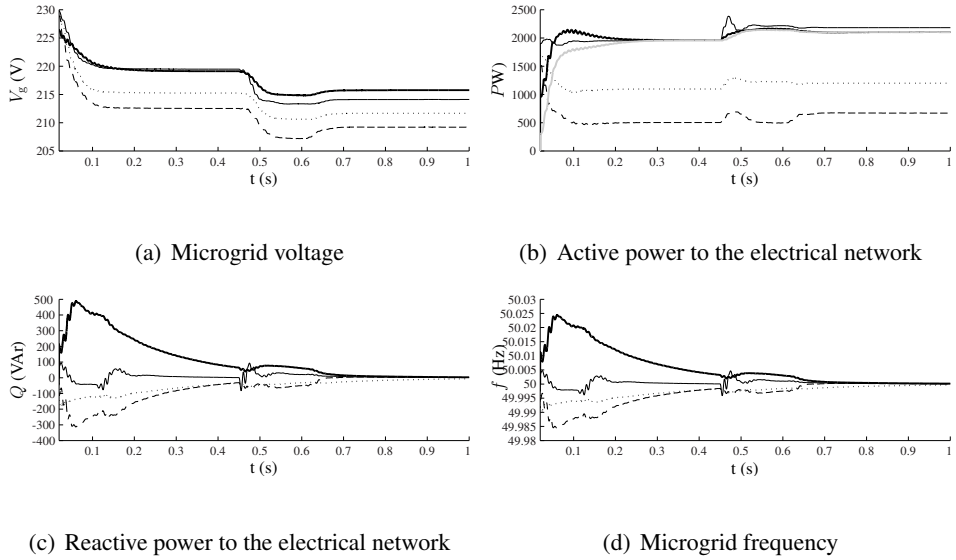 230
225
220
215
210
205
V_g (V)
0.1 0.2 0.3 0.4 0.5 0.6 0.7 0.8 0.9 1
t (s)
(a) Microgrid voltage
2500
2000
1500
1000
500
0
PW
0.1 0.2 0.3 0.4 0.5 0.6 0.7 0.8 0.9 1
t (s)
(b) Active power to the electrical network
500
400
300
200
100
0
-100
-200
-300
-400
Q (VAr)
0.1 0.2 0.3 0.4 0.5 0.6 0.7 0.8 0.9 1
t (s)
(c) Reactive power to the electrical network
50.03
50.025
50.02
50.015
50.01
50.005
50
49.995
49.99
49.985
49.98
f (Hz)
0.1 0.2 0.3 0.4 0.5 0.6 0.7 0.8 0.9 1
t (s)
(d) Microgrid frequency